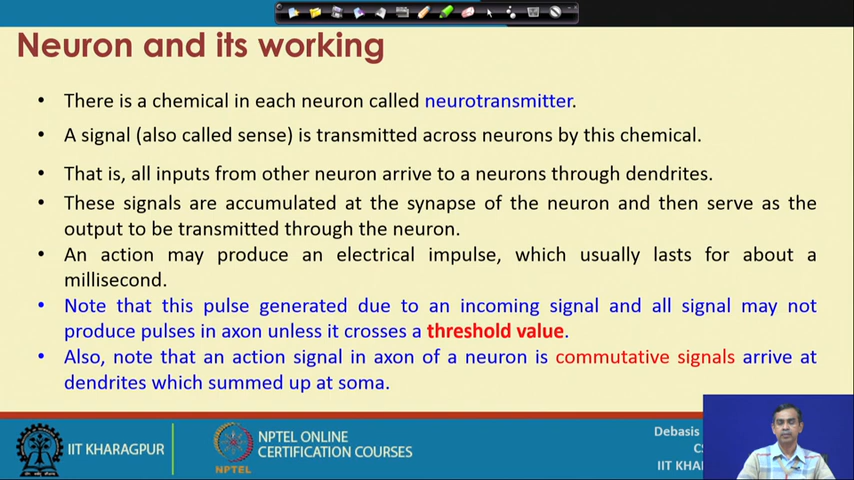 Neuron and its working
• There is a chemical in each neuron called neurotransmitter.
• A signal (also called sense) is transmitted across neurons by this chemical.
• That is, all inputs from other neuron arrive to a neurons through dendrites.
• These signals are accumulated at the synapse of the neuron and then serve as the
output to be transmitted through the neuron.
• An action may produce an electrical impulse, which usually lasts for about a
millisecond.
• Note that this pulse generated due to an incoming signal and all signal may not
produce pulses in axon unless it crosses a threshold value.
• Also, note that an action signal in axon of a neuron is commutative signals arrive at
dendrites which summed up at soma.
IIT KHARAGPUR
NPTEL
NPTEL ONLINE
CERTIFICATION COURSES
Debasis
CS
IIT KHA